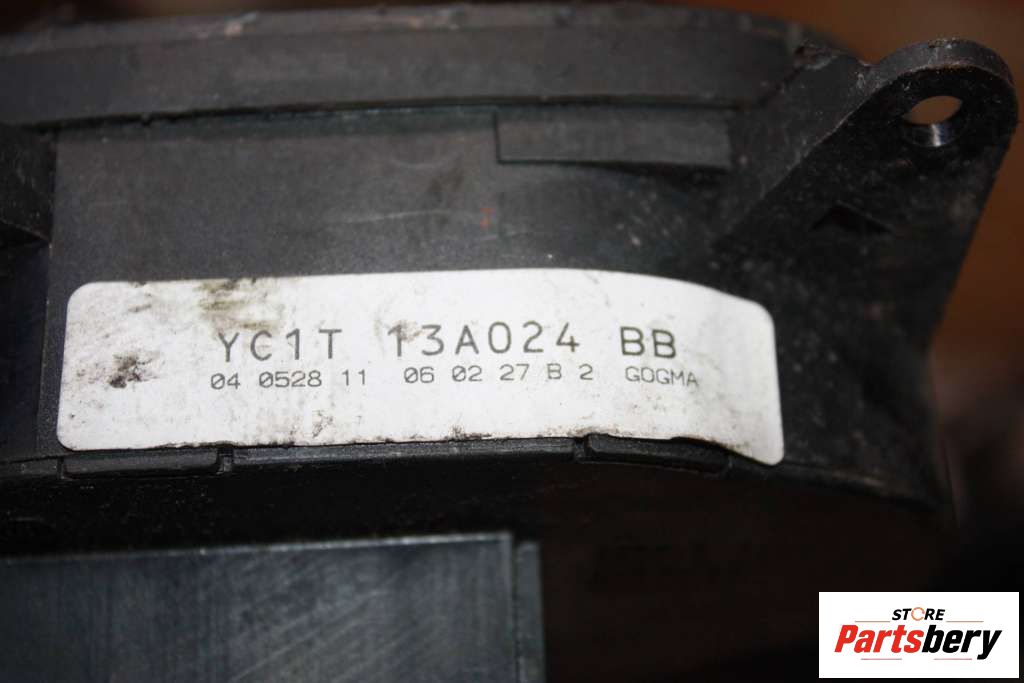 YC1T 13A024 BB
04 0528 11 06 02 27 B 2 GOGMA
STORE
Partsbery